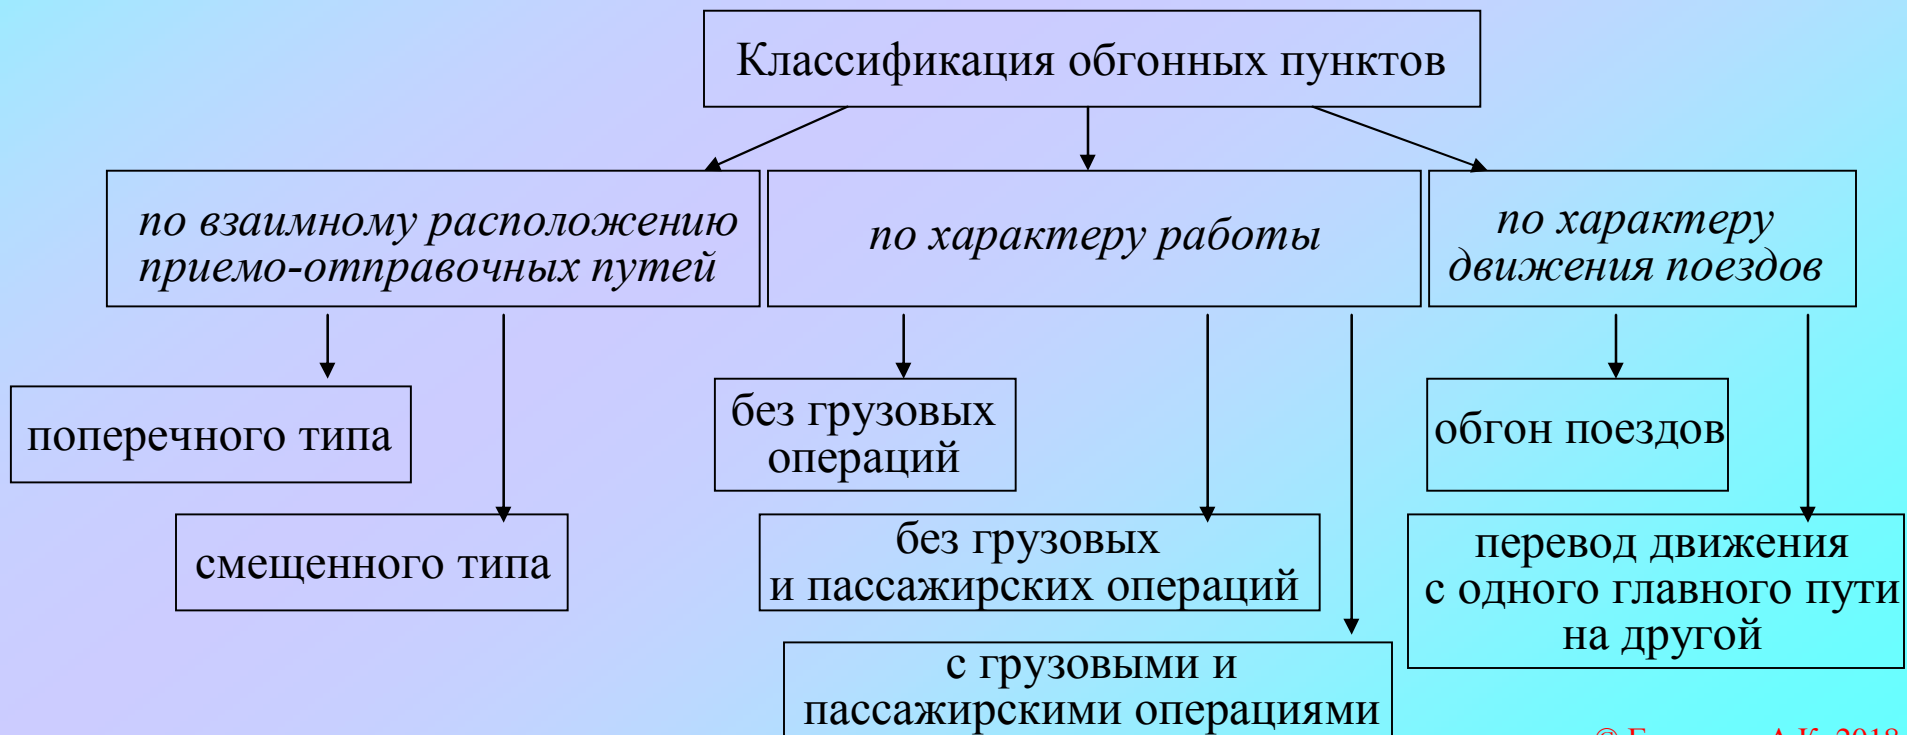 Классификация обгонных пунктов
по взаимному расположению
приемо-отправочных путей
по характеру работы
по характеру
движения поездов
поперечного типа
смещенного типа
без грузовых
операций
без грузовых
и пассажирских операций
с грузовыми и
пассажирскими операциями
обгон поездов
перевод движения
с одного главного пути
на другой